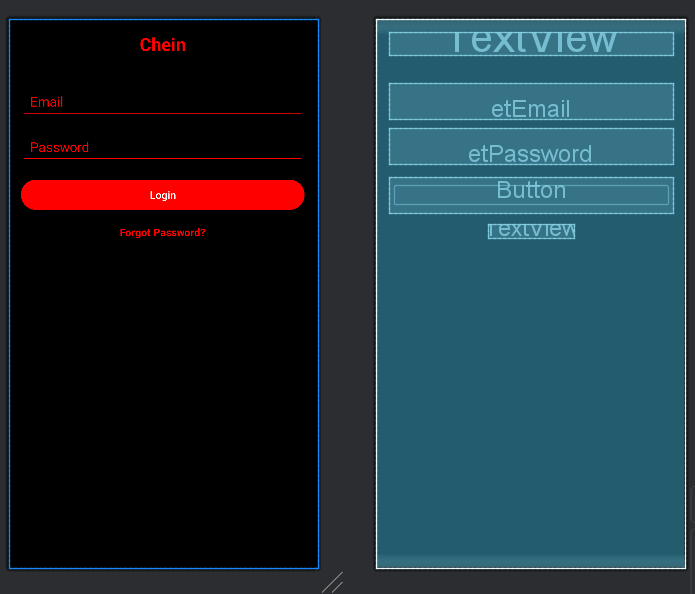 Chein
Email
Password
Login
Forgot Password?
TextView
etEmail
etPassword
Button
TextView